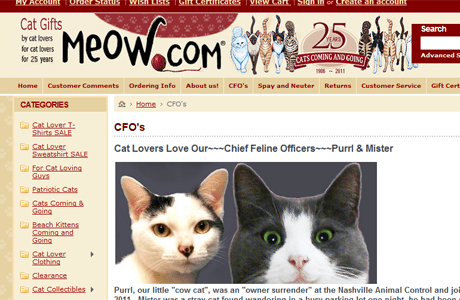 My Account | Order Status | Wish Lists | Gift Certificates | View Cart | Sign in or Create an account
Cat Gifts
by cat lovers
for cat lovers
for 25 years
MEOW.COM®
25
CATS COMING AND GOING
1986 ~ 2011
Search
Advanced S
Home
Customer Comments
Ordering Info
About us!
CFO's
Spay and Neuter
Returns
Customer Service
Gift Cert
CATEGORIES
Cat Lover T-
Shirts SALE
Cat Lover
Sweatshirt SALE
For Cat Loving
Guys
Patriotic Cats
Cats Coming &
Going
Beach Kittens
Coming and
Going
Cat Lover
Clothing
Clearance
Cat Collectibles
Home > CFO's
CFO's
Cat Lovers Love Our~~~Chief Feline Officers~~~Purrl & Mister
Purrl, our little "cow cat", was an "owner surrender" at the Nashville Animal Control and joi
2011. Mister was a stray cat found wandering in a busy parking lot one night, he had been